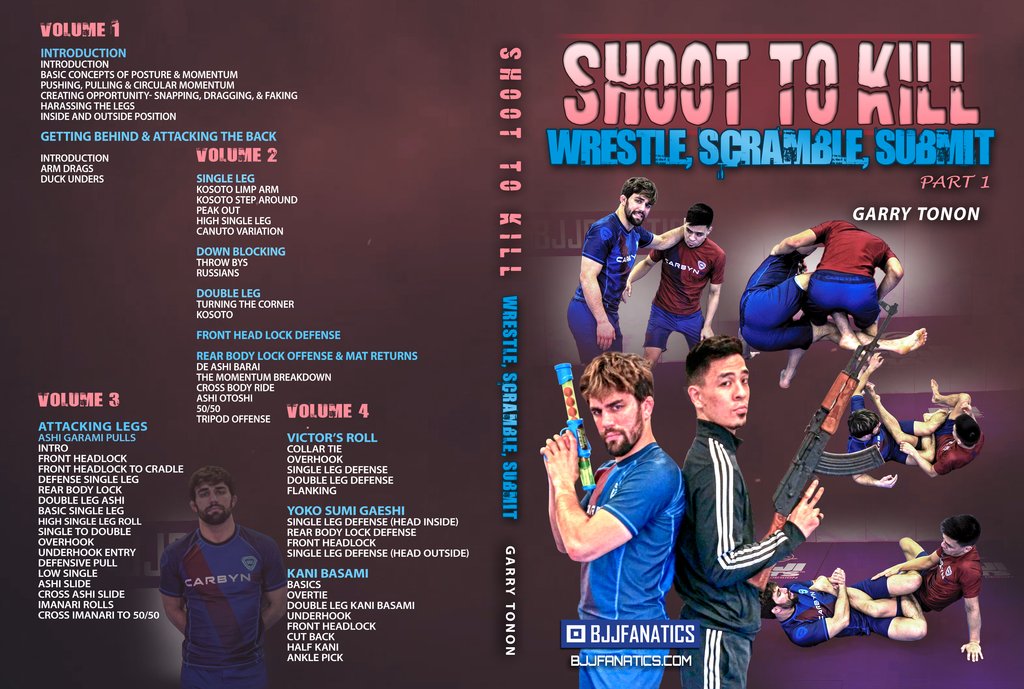 VOLUME 1
INTRODUCTION
INTRODUCTION
BASIC CONCEPTS OF POSTURE & MOMENTUM
PUSHING, PULLING & CIRCULAR MOMENTUM
CREATING OPPORTUNITY- SNAPPING, DRAGGING, & FAKING
HARASSING THE LEGS
INSIDE AND OUTSIDE POSITION
GETTING BEHIND & ATTACKING THE BACK
INTRODUCTION
ARM DRAGS
DUCK UNDERS
VOLUME 2
SINGLE LEG
KOSOTO LIMP ARM
KOSOTO STEP AROUND
PEAK OUT
HIGH SINGLE LEG
CANUTO VARIATION
DOWN BLOCKING
THROW BYS
RUSSIANS
DOUBLE LEG
TURNING THE CORNER
KOSOTO
FRONT HEAD LOCK DEFENSE
REAR BODY LOCK OFFENSE & MAT RETURNS
DE ASHI BARAI
THE MOMENTUM BREAKDOWN
CROSS BODY RIDE
ASHI OTOSHI
50/50
TRIPOD OFFENSE
VOLUME 3
ATTACKING LEGS
ASHI GARAMI PULLS
INTRO
FRONT HEADLOCK
FRONT HEADLOCK TO CRADLE
DEFENSE SINGLE LEG
REAR BODY LOCK
DOUBLE LEG ASHI
BASIC SINGLE LEG
HIGH SINGLE LEG ROLL
SINGLE TO DOUBLE
OVERHOOK
UNDERHOOK ENTRY
DEFENSIVE PULL
LOW SINGLE
ASHI SLIDE
CROSS ASHI SLIDE
IMANARI ROLLS
CROSS IMANARI TO 50/50
VOLUME 4
VICTOR'S ROLL
COLLAR TIE
OVERHOOK
SINGLE LEG DEFENSE
DOUBLE LEG DEFENSE
FLANKING
YOKO SUMI GAESHI
SINGLE LEG DEFENSE (HEAD INSIDE)
REAR BODY LOCK DEFENSE
FRONT HEADLOCK
SINGLE LEG DEFENSE (HEAD OUTSIDE)
KANI BASAMI
BASICS
OVERTIE
DOUBLE LEG KANI BASAMI
UNDERHOOK
FRONT HEADLOCK
CUT BACK
HALF KANI
ANKLE PICK
CARBYN
SHOOT TO KILL WRESTLE, SCRAMBLE, SUBMIT GARRY TONON
SHOOT TO KILL
WRESTLE, SCRAMBLE, SUBMIT
PART 1
GARRY TONON
CARBYN
CARBYN
BJJFANATICS
BJJFANATICS.COM